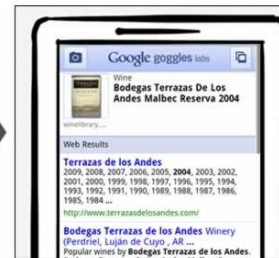 Google goggles labs
Wine
Bodegas Terrazas De Los
Andes Malbec Reserva 2004
winelibrary....
Web Results
Terrazas de los Andes
2009, 2008, 2007, 2006, 2005, 2004, 2003, 2002,
2001, 2000, 1999, 1998, 1997, 1996, 1995, 1994,
1993, 1992, 1991, 1990, 1989, 1988, 1987, 1986,
1985, 1984 ...
http://www.terrazasdelosandes.com/
Bodegas Terrazas de los Andes Winery
(Perdriel, Luján de Cuyo , AR ...
Popular wines by Bodegas Terrazas de los Andes.